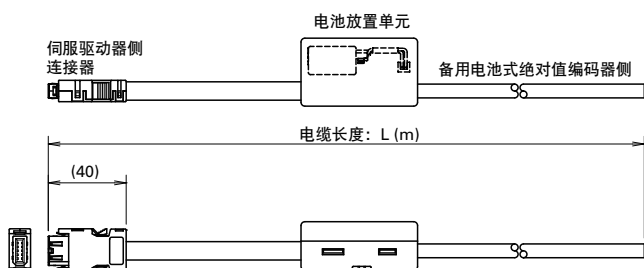 电池放置单元
伺服驱动器侧
连接器
备用电池式绝对值编码器侧
电缆长度：L (m)
(40)